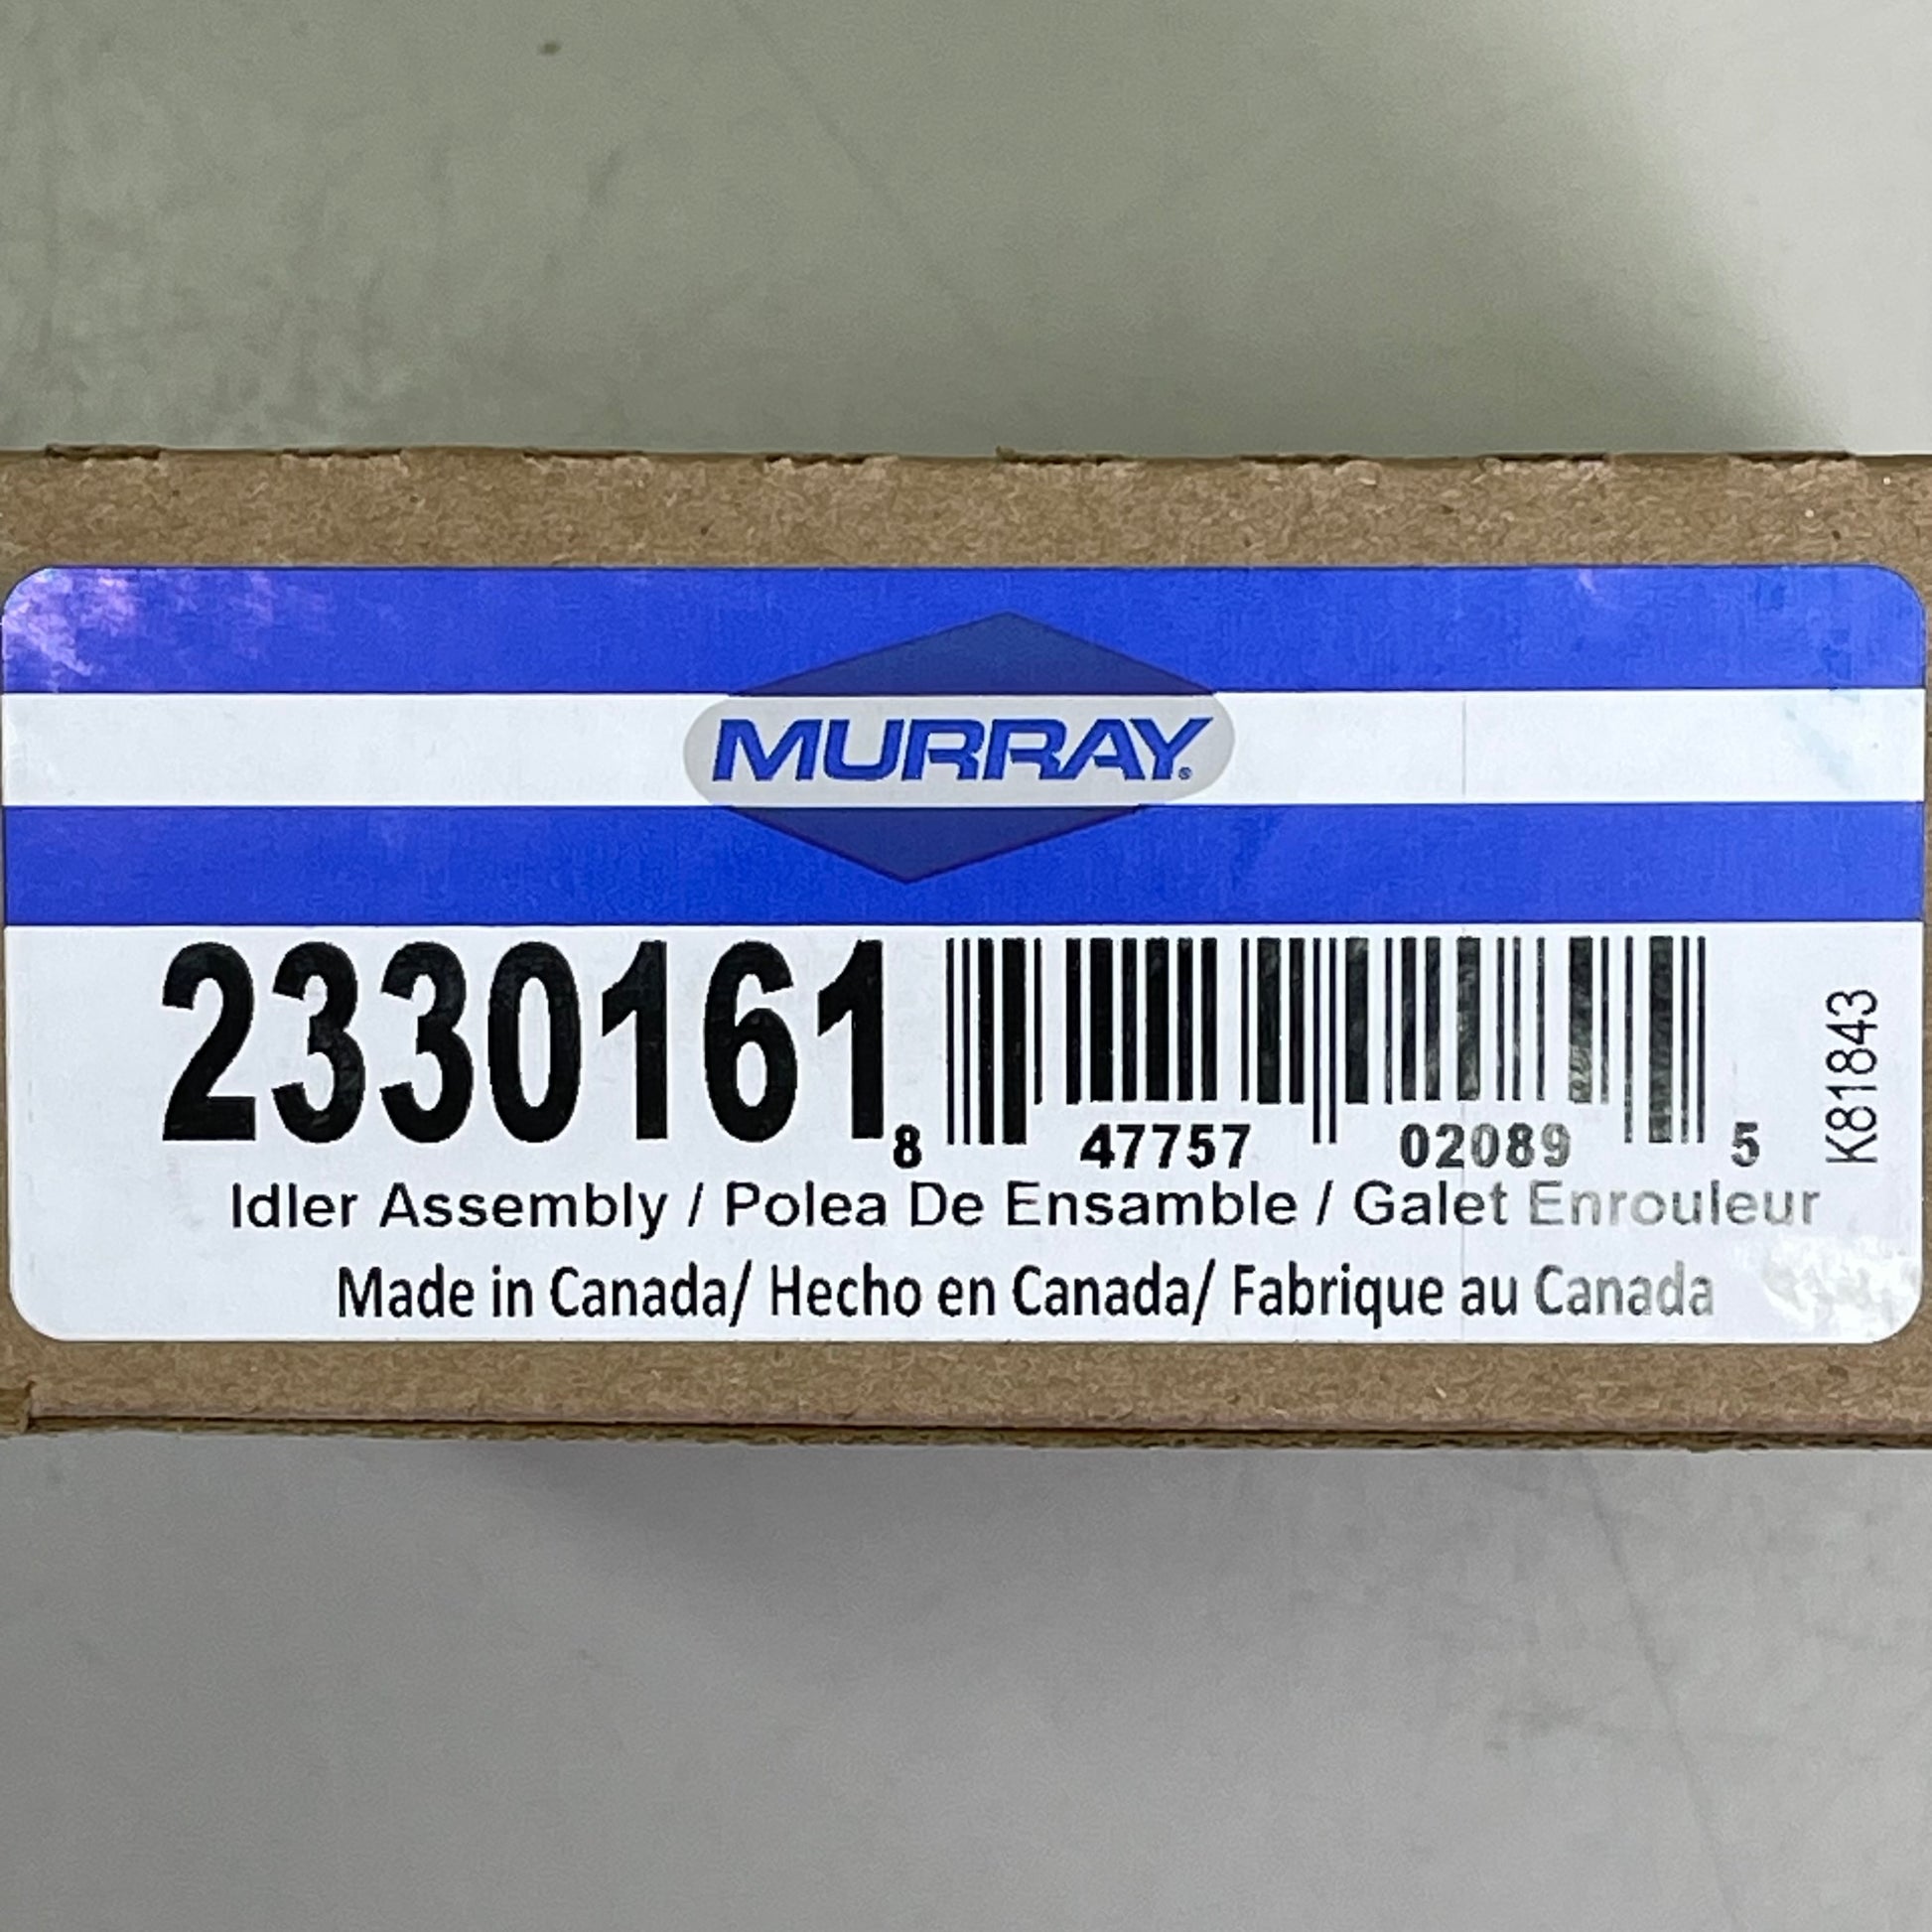 MURRAY®
2330161
8 47757 02089 5
K81843
Idler Assembly / Polea De Ensamble / Galet Enrouleur
Made in Canada/ Hecho en Canada/ Fabrique au Canada